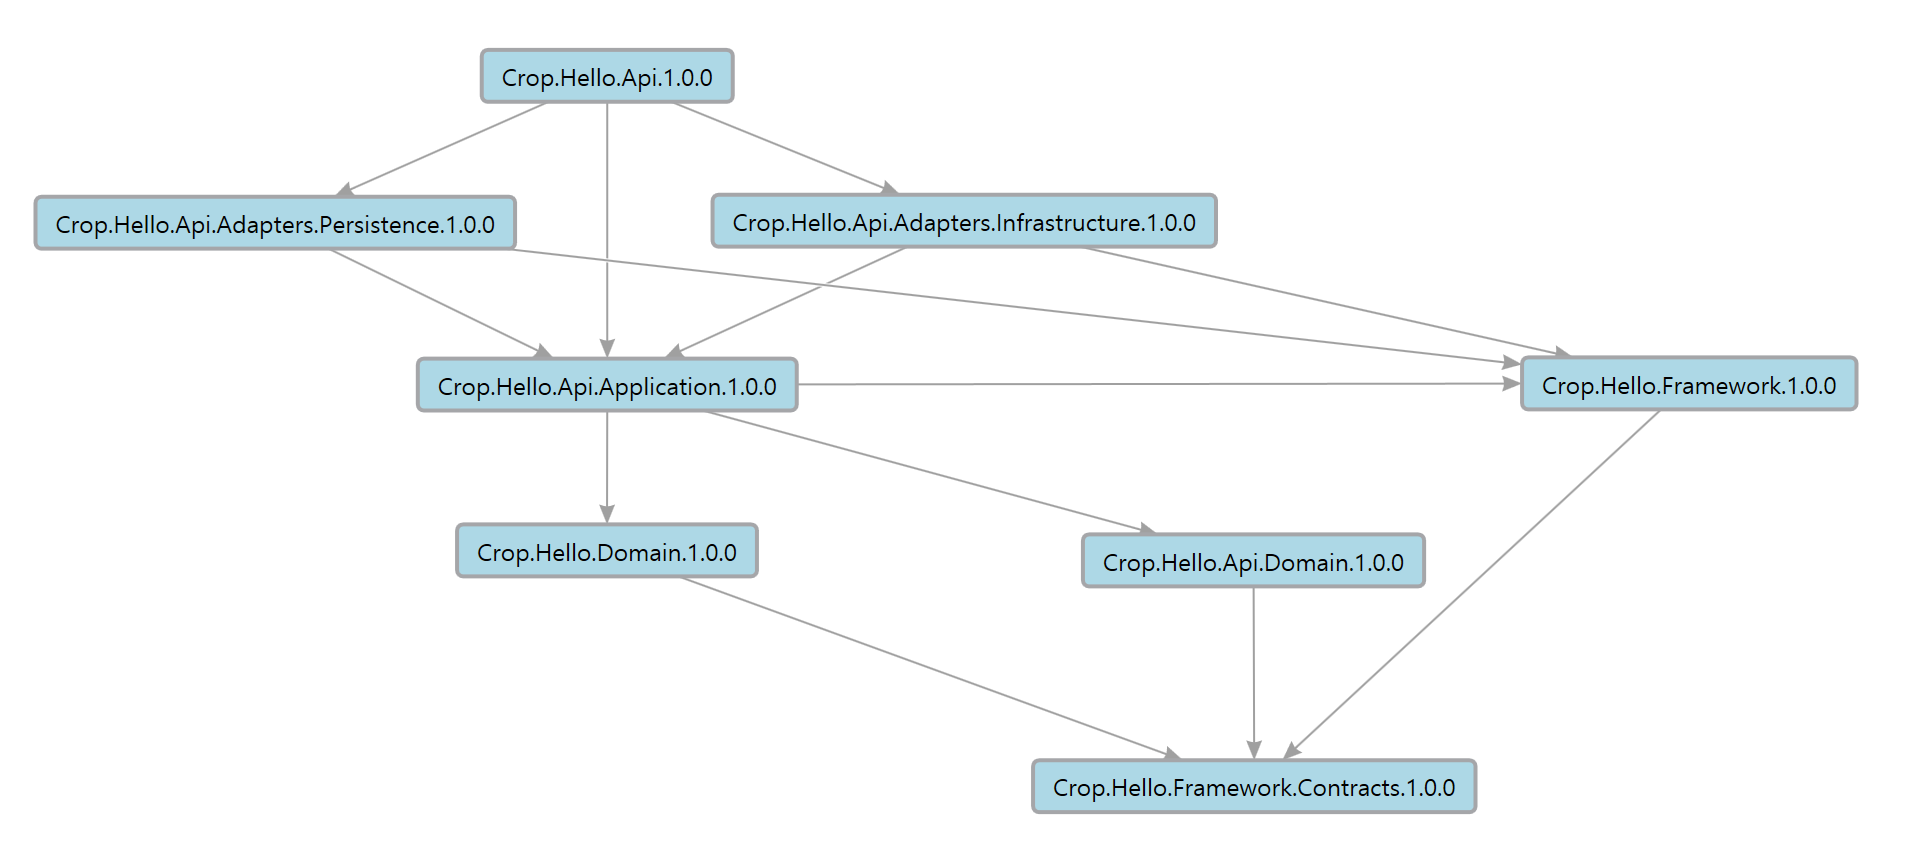 Crop.Hello.Api.1.0.0
Crop.Hello.Api.Adapters.Persistence.1.0.0
Crop.Hello.Api.Adapters.Infrastructure.1.0.0
Crop.Hello.Api.Application.1.0.0
Crop.Hello.Framework.1.0.0
Crop.Hello.Domain.1.0.0
Crop.Hello.Api.Domain.1.0.0
Crop.Hello.Framework.Contracts.1.0.0